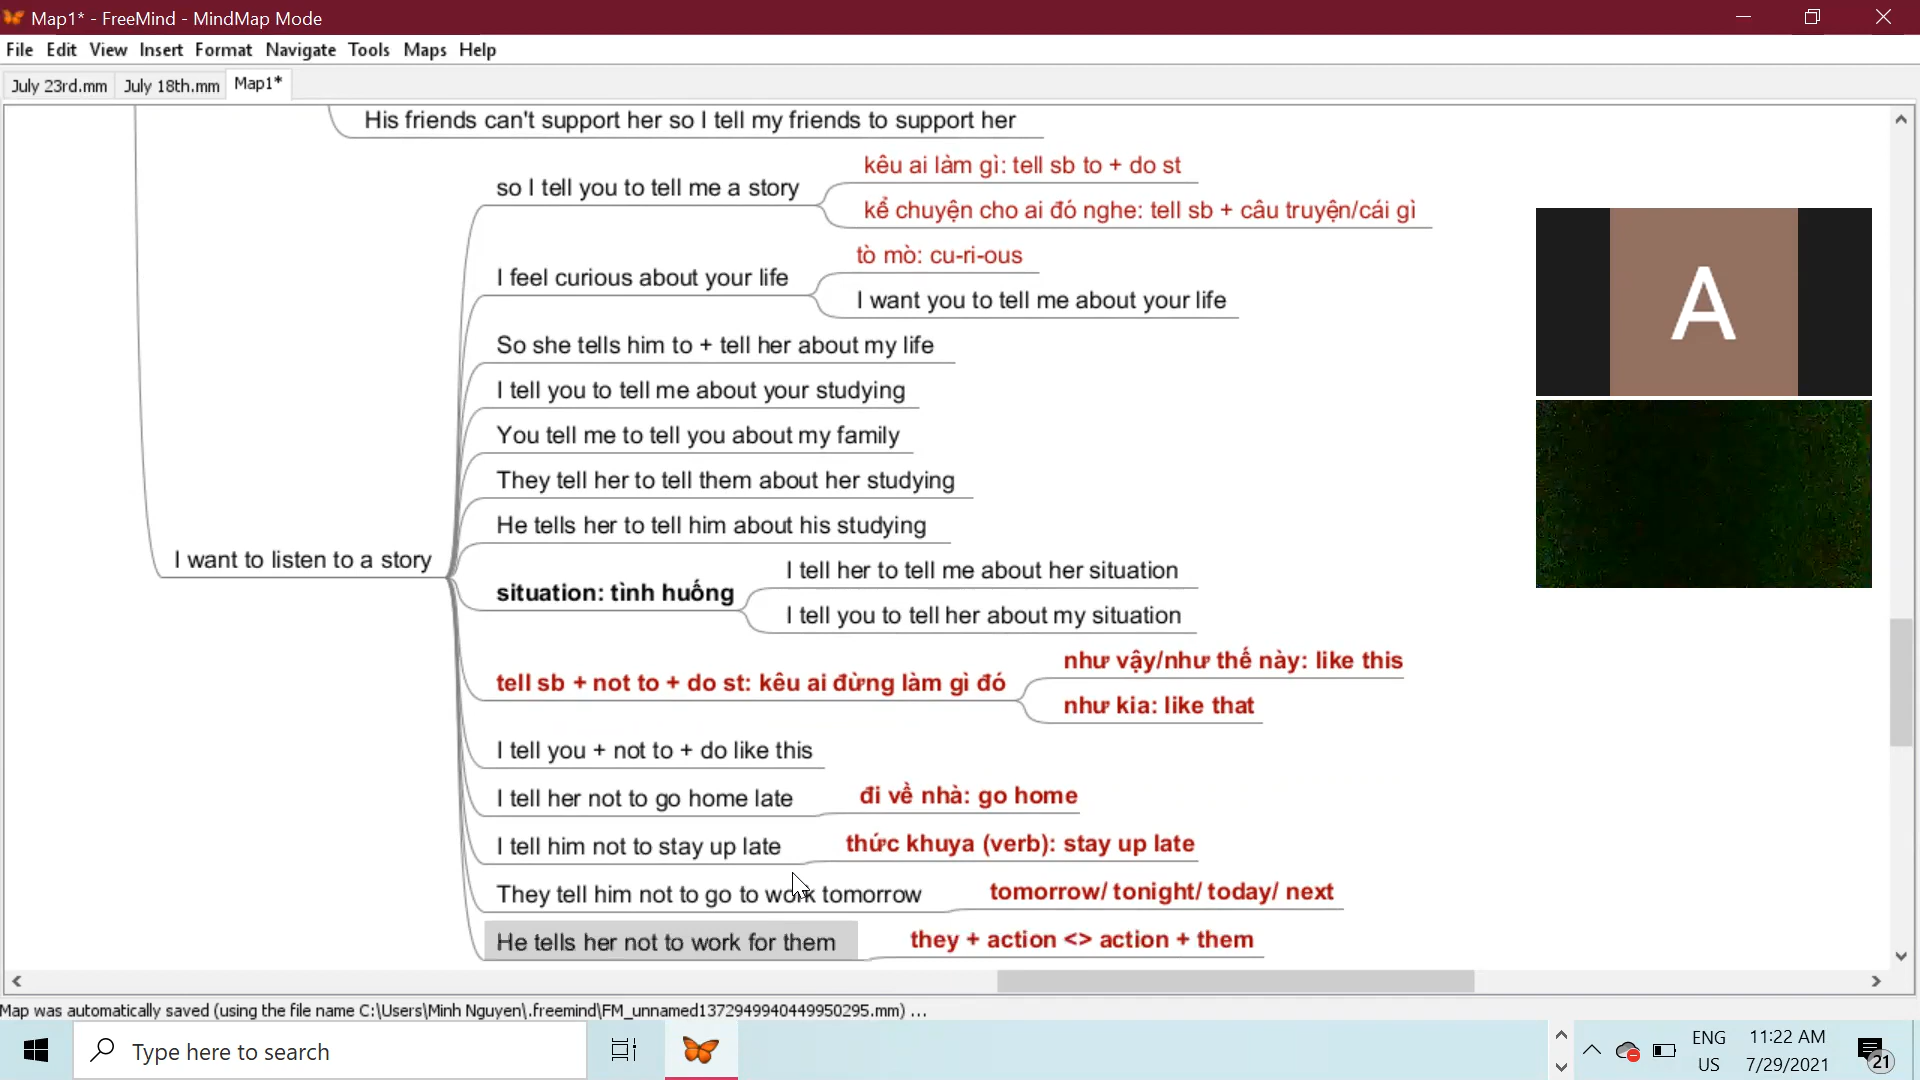 Map1* - FreeMind - MindMap Mode
File Edit View Insert Format Navigate Tools Maps Help
July 23rd.mm July 18th.mm Map1*
His friends can't support her so I tell my friends to support her
so I tell you to tell me a story
kêu ai làm gì: tell sb to + do st
kể chuyện cho ai đó nghe: tell sb + câu truyện/cái gì
I feel curious about your life
tò mò: cu-ri-ous
I want you to tell me about your life
So she tells him to + tell her about my life
I tell you to tell me about your studying
You tell me to tell you about my family
They tell her to tell them about her studying
He tells her to tell him about his studying
I want to listen to a story
situation: tình huống
I tell her to tell me about her situation
I tell you to tell her about my situation
tell sb + not to + do st: kêu ai đừng làm gì đó
như vậy/như thế này: like this
như kia: like that
I tell you + not to + do like this
I tell her not to go home late
đi về nhà: go home
I tell him not to stay up late
thức khuya (verb): stay up late
They tell him not to go to work tomorrow
tomorrow/ tonight/ today/ next
He tells her not to work for them
they + action <> action + them
A
Map was automatically saved (using the file name C:\Users\Minh Nguyen\.freemind\FM_unnamed1372949940449950295.mm) ...
Type here to search
ENG
US
11:22 AM
7/29/2021
21